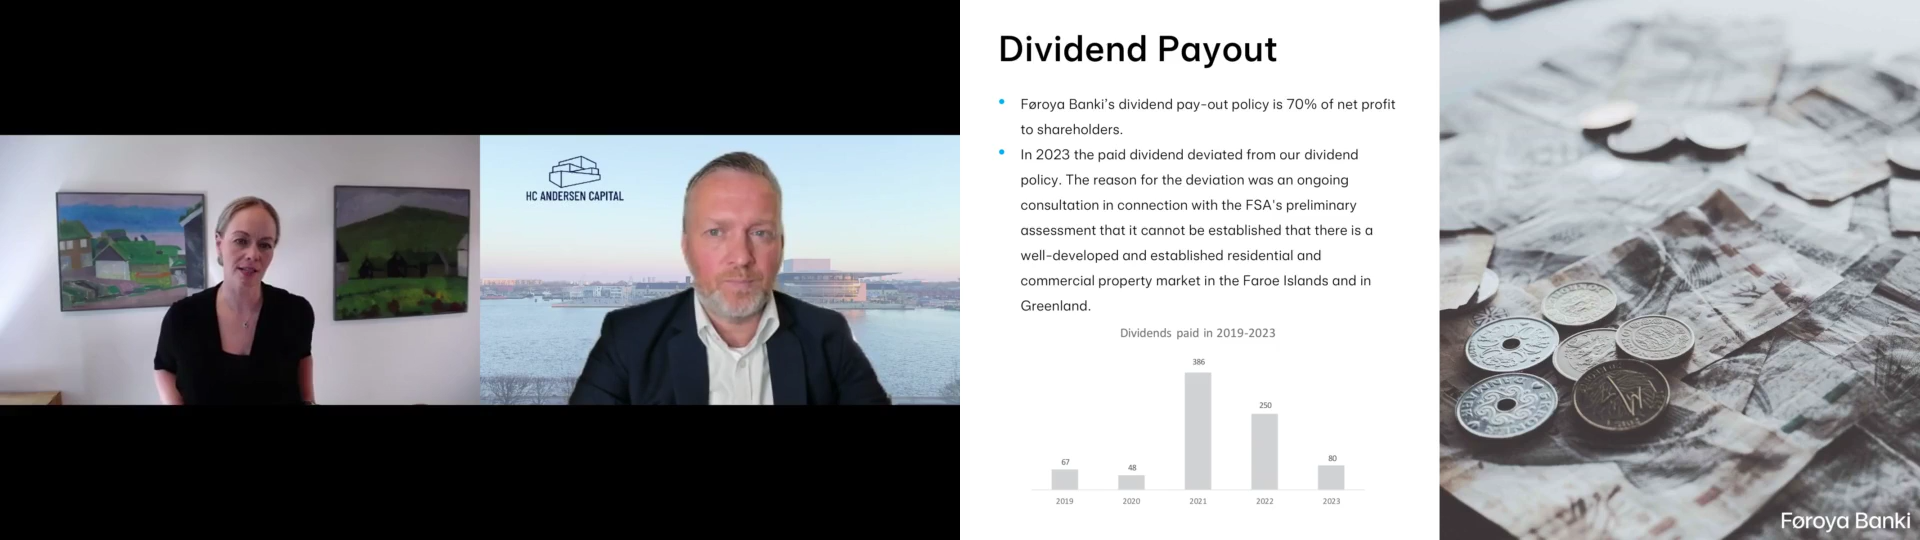 HC ANDERSEN CAPITAL
Dividend Payout
• Føroya Banki's dividend pay-out policy is 70% of net profit
to shareholders.
• In 2023 the paid dividend deviated from our dividend
policy. The reason for the deviation was an ongoing
consultation in connection with the FSA's preliminary
assessment that it cannot be established that there is a
well-developed and established residential and
commercial property market in the Faroe Islands and in
Greenland.
Dividends paid in 2019-2023
386
250
67
48
80
2019 2020 2021 2022 2023
Føroya Banki